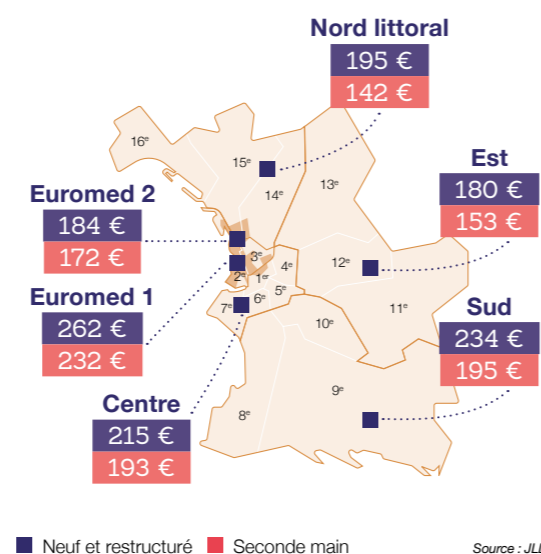 Nord littoral
195 €
142 €
16e
15e
14e
13e
Est
180 €
153 €
Euromed 2
184 €
172 €
3e
2e
1er
4e
5e
6e
7e
12e
11e
10e
Euromed 1
262 €
232 €
Sud
234 €
195 €
9e
8e
Centre
215 €
193 €
Neuf et restructuré
Seconde main
Source : JLL